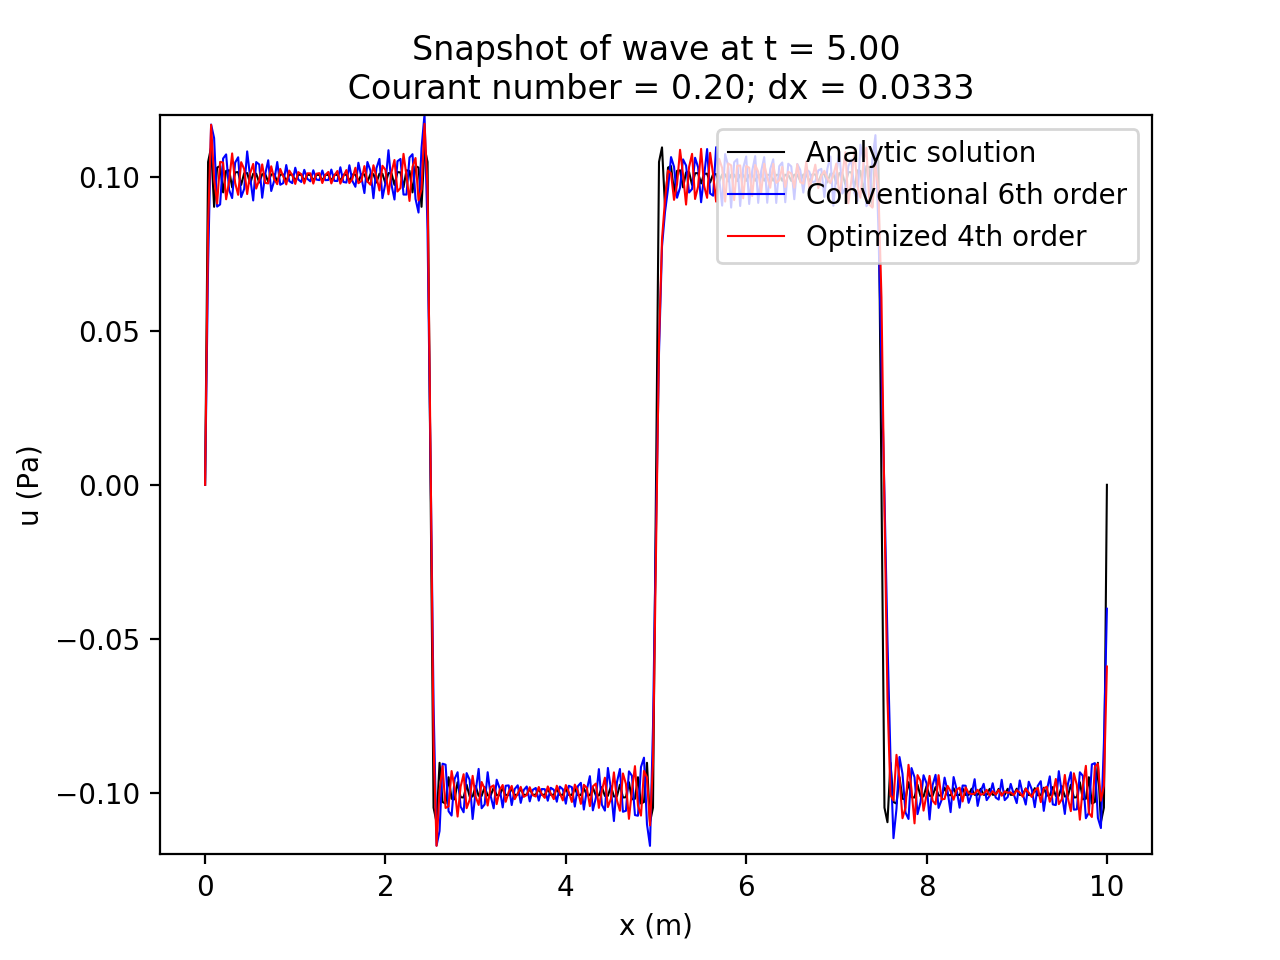 Snapshot of wave at t = 5.00
Courant number = 0.20; dx = 0.0333
Analytic solution
Conventional 6th order
Optimized 4th order
0.10
0.05
0.00
−0.05
−0.10
u (Pa)
0 2 4 6 8 10
x (m)